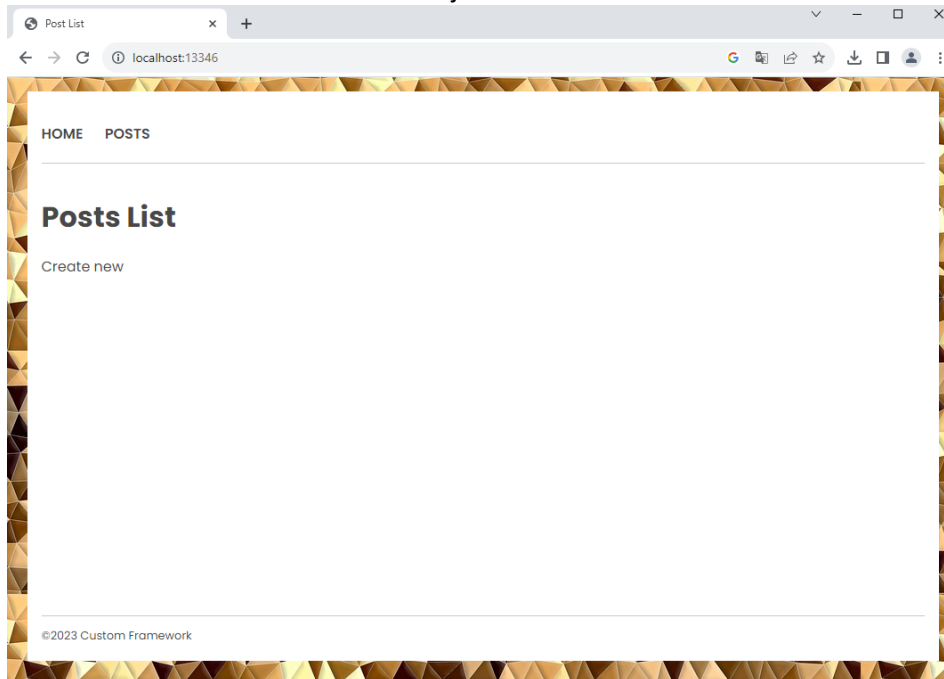 Post List
localhost:13346
HOME POSTS
Posts List
Create new
©2023 Custom Framework